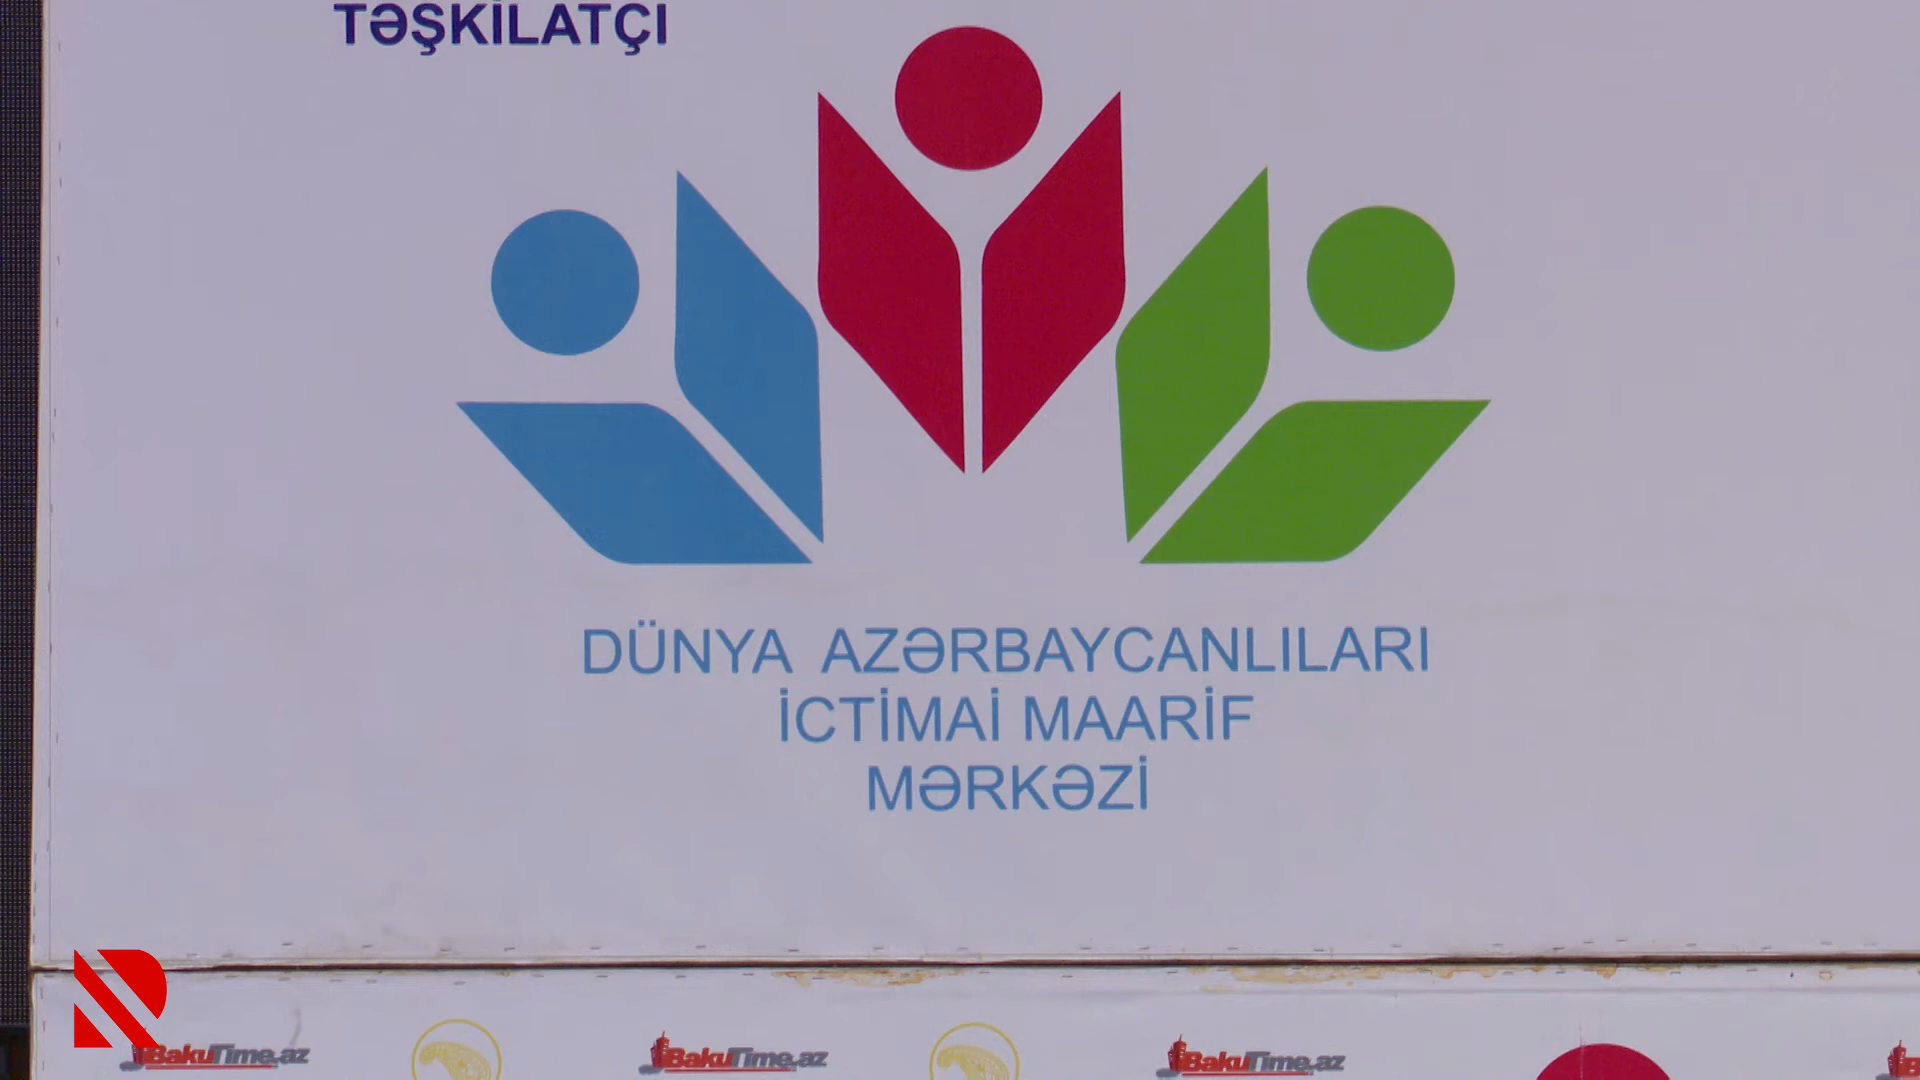 TƏŞKİLATÇI
DÜNYA AZƏRBAYCANLILARI
İCTİMAİ MAARİF
MƏRKƏZİ
BakuTime.az
BakuTime.az
BakuTime.az